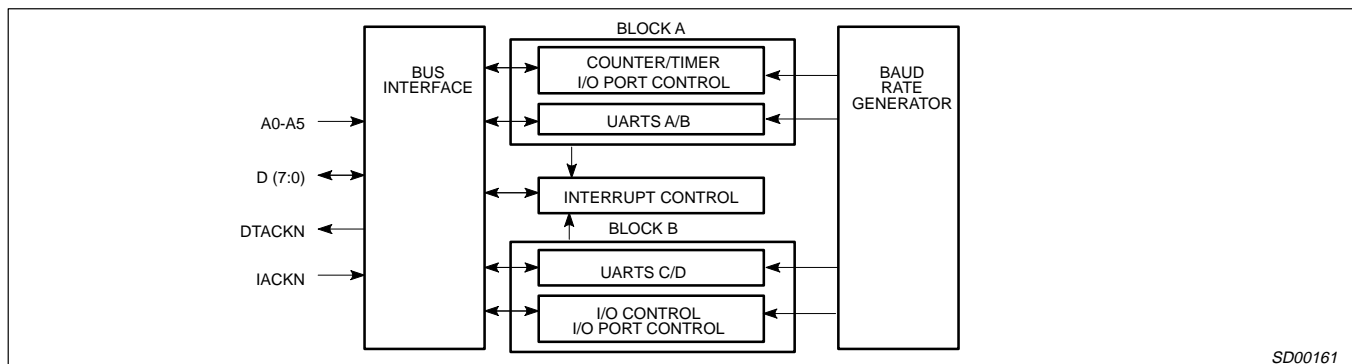 BLOCK A
BUS
INTERFACE
COUNTER/TIMER
I/O PORT CONTROL
BAUD
RATE
GENERATOR
A0-A5
UARTS A/B
D (7:0)
INTERRUPT CONTROL
DTACKN
BLOCK B
IACKN
UARTS C/D
I/O CONTROL
I/O PORT CONTROL
SD00161